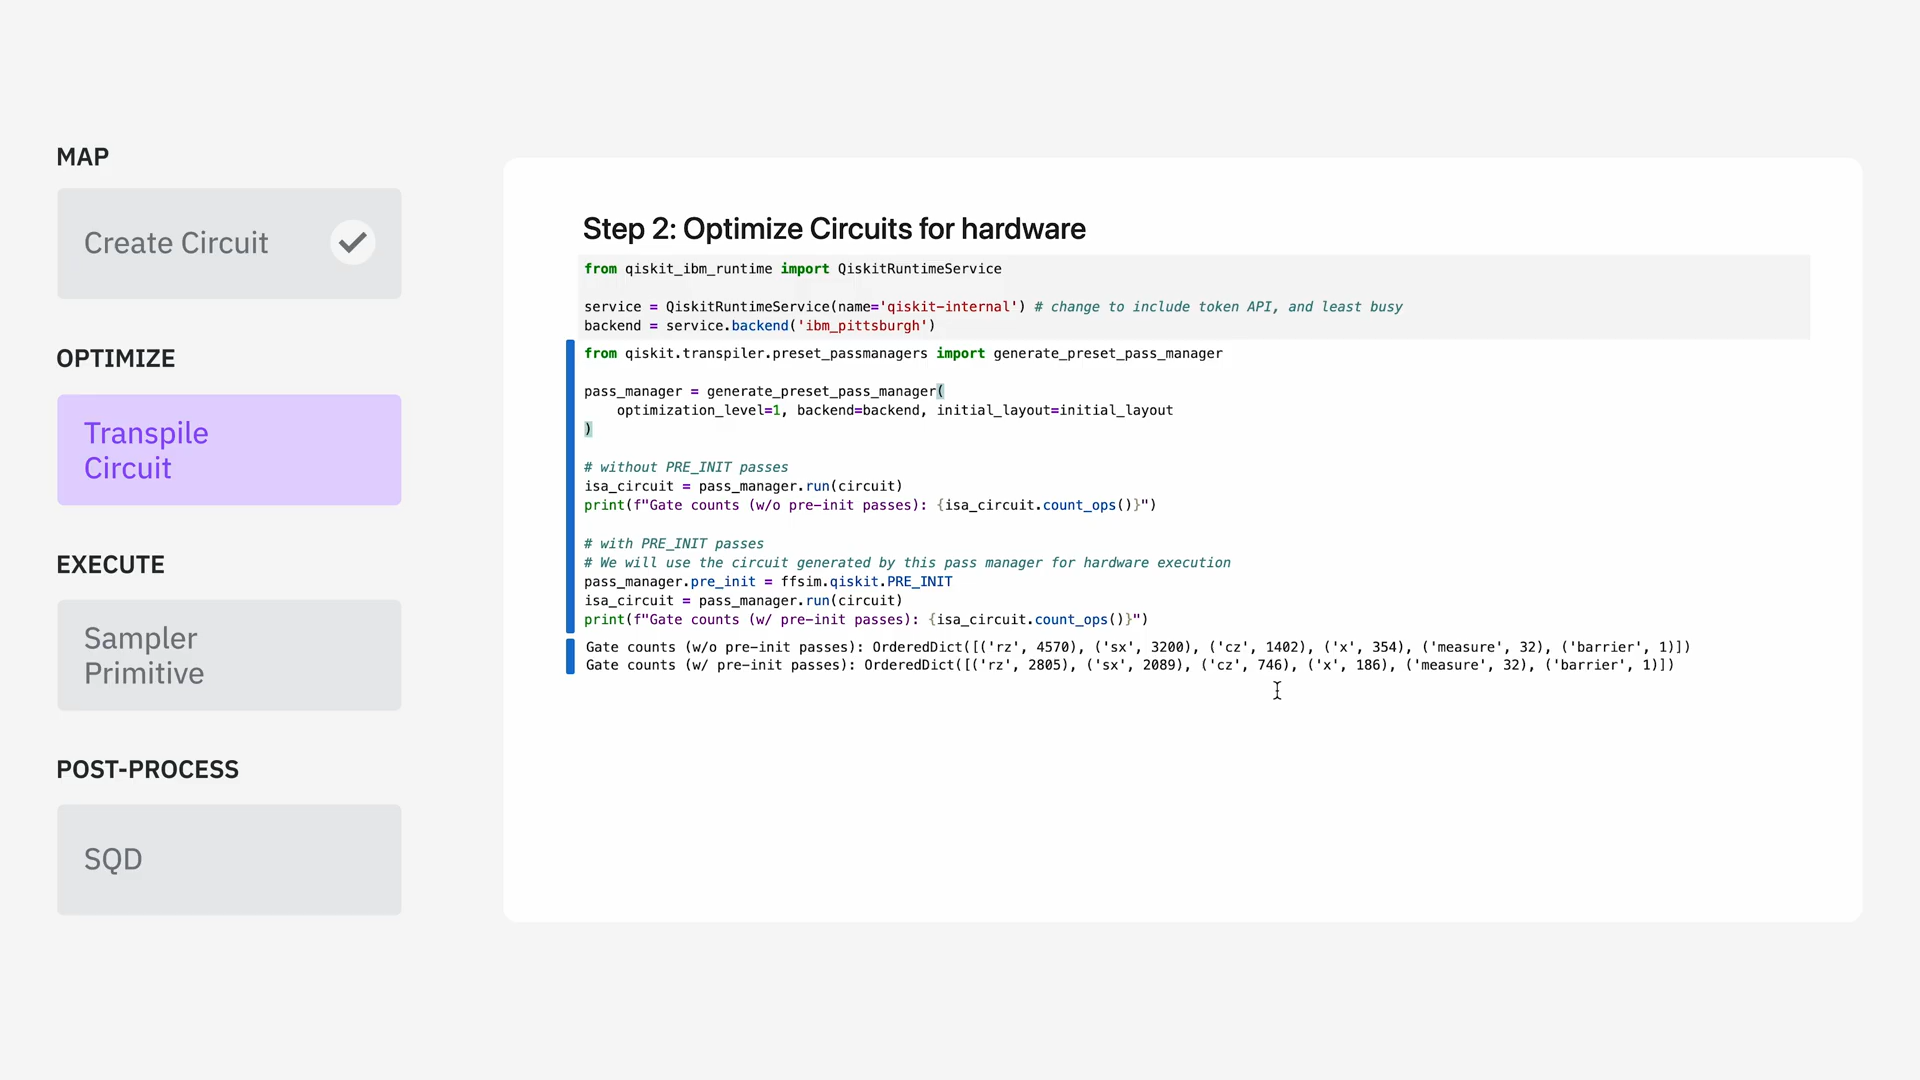 MAP
Create Circuit
OPTIMIZE
Transpile
Circuit
EXECUTE
Sampler
Primitive
POST-PROCESS
SQD
Step 2: Optimize Circuits for hardware
from qiskit_ibm_runtime import QiskitRuntimeService
service = QiskitRuntimeService(name='qiskit-internal') # change to include token API, and least busy
backend = service.backend('ibm_pittsburgh')
from qiskit.transpiler.preset_passmanagers import generate_preset_pass_manager
pass_manager = generate_preset_pass_manager(
    optimization_level=1, backend=backend, initial_layout=initial_layout
)
# without PRE_INIT passes
isa_circuit = pass_manager.run(circuit)
print(f"Gate counts (w/o pre-init passes): {isa_circuit.count_ops()}")
# with PRE_INIT passes
# We will use the circuit generated by this pass manager for hardware execution
pass_manager.pre_init = ffsim.qiskit.PRE_INIT
isa_circuit = pass_manager.run(circuit)
print(f"Gate counts (w/ pre-init passes): {isa_circuit.count_ops()}")
Gate counts (w/o pre-init passes): OrderedDict([('rz', 4570), ('sx', 3200), ('cz', 1402), ('x', 354), ('measure', 32), ('barrier', 1)])
Gate counts (w/ pre-init passes): OrderedDict([('rz', 2805), ('sx', 2089), ('cz', 746), ('x', 186), ('measure', 32), ('barrier', 1)])